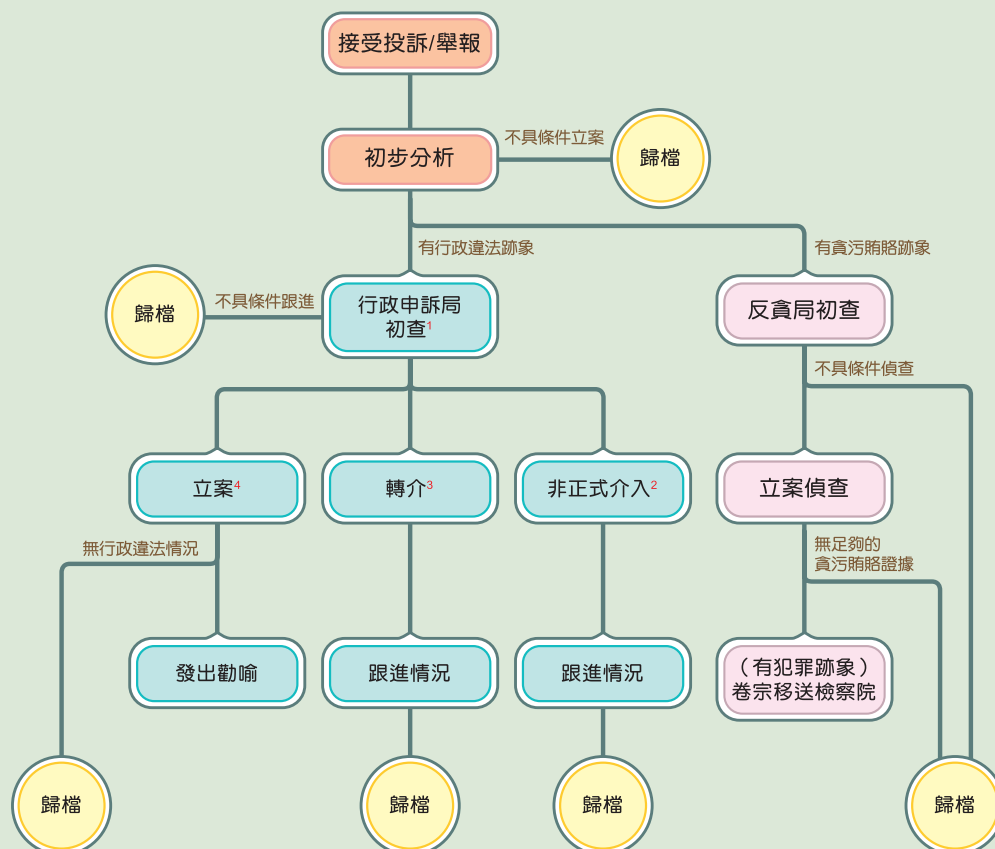 接受投訴/舉報
初步分析
不具條件立案
歸檔
有行政違法跡象
有貪污賄賂跡象
歸檔
不具條件跟進
行政申訴局
初查1
反貪局初查
不具條件偵查
立案4
轉介3
非正式介入2
立案偵查
無行政違法情況
無足夠的
貪污賄賂證據
發出勸喻
跟進情況
跟進情況
（有犯罪跡象）
卷宗移送檢察院
歸檔
歸檔
歸檔
歸檔